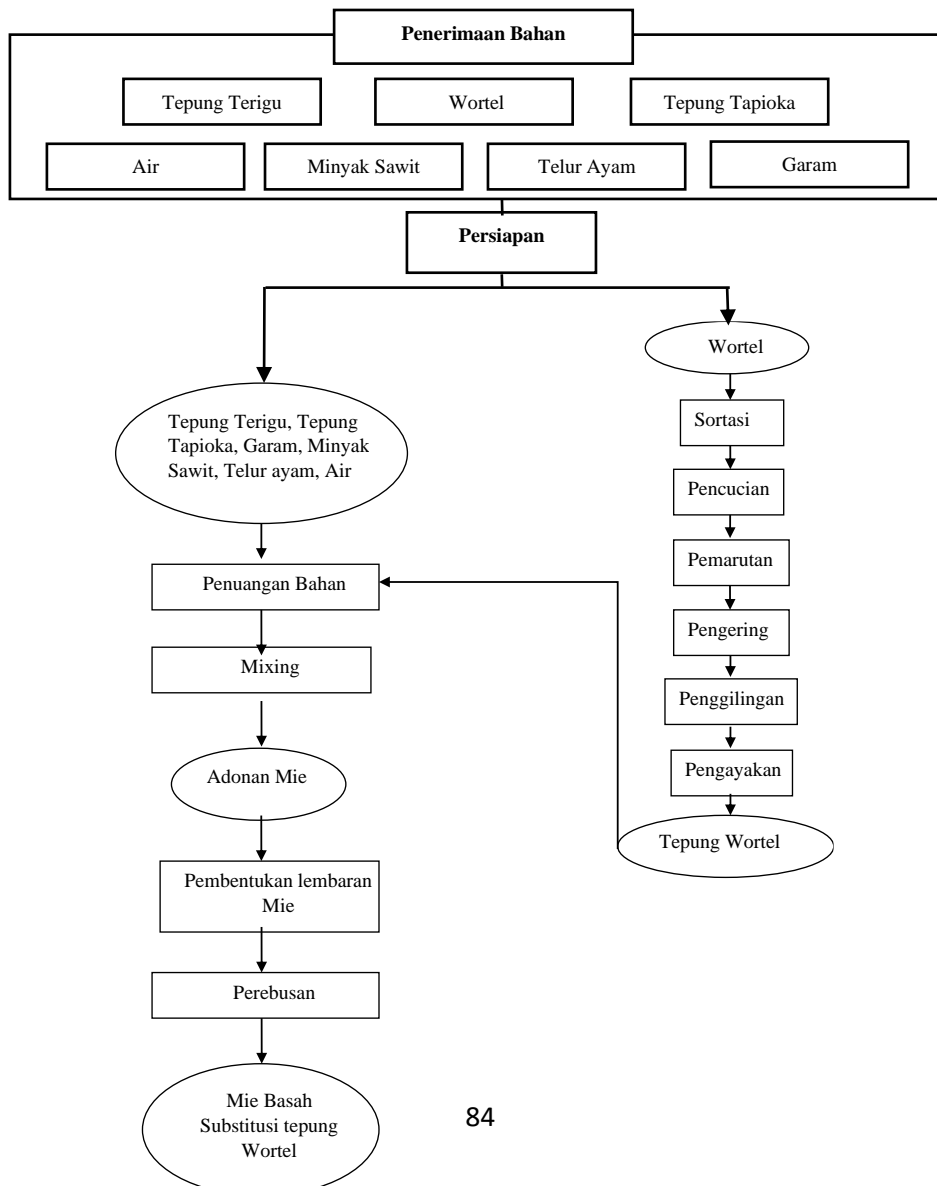 Penerimaan Bahan
Tepung Terigu
Wortel
Tepung Tapioka
Air
Minyak Sawit
Telur Ayam
Garam
Persiapan
Tepung Terigu, Tepung
Tapioka, Garam, Minyak
Sawit, Telur ayam, Air
Penuangan Bahan
Mixing
Adonan Mie
Pembentukan lembaran
Mie
Perebusan
Mie Basah
Substitusi tepung
Wortel
Wortel
Sortasi
Pencucian
Pemarutan
Pengering
Penggilingan
Pengayakan
Tepung Wortel
84